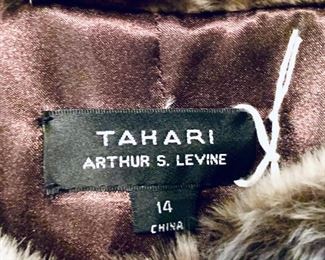 TAHARI
ARTHUR S. LEVINE
14
CHINA